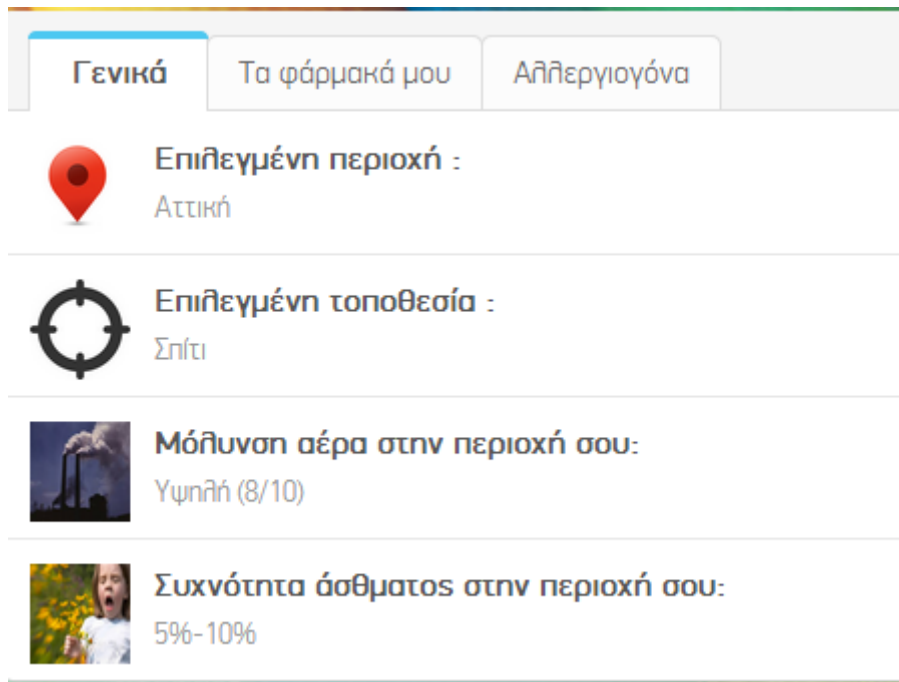 Γενικά Τα φάρμακά μου Αλλεργιογόνα
Επιλεγμένη περιοχή :
Αττική
Επιλεγμένη τοποθεσία :
Σπίτι
Μόλυνση αέρα στην περιοχή σου:
Υψηλή (8/10)
Συχνότητα άσθματος στην περιοχή σου:
5%-10%